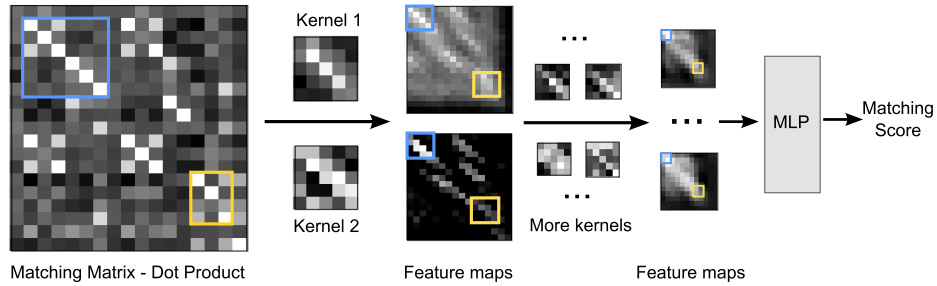 Kernel 1
Kernel 2
Matching Matrix - Dot Product
Feature maps
...
More kernels
...
...
Feature maps
MLP
Matching
Score